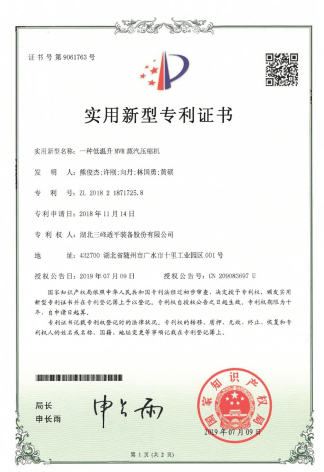 证书号第9061763号
实用新型专利证书
实用新型名称：一种低温升MVR蒸汽压缩机
发明人：熊俊杰;许刚;向丹;林国勇;黄硕
专利号：ZL 2018 2 1871725.8
专利申请日：2018年11月14日
专利权人：湖北三峰透平装备股份有限公司
地址：432700 湖北省随州市广水市十里工业园区001号
授权公告日：2019年07月09日 授权公告号：CN 209083697 U
国家知识产权局依照中华人民共和国专利法经过初步审查，决定授予专利权，颁发实用
新型专利证书并在专利登记簿上予以登记。专利权自授权公告之日起生效。专利权期限为十
年，自申请日起算。
专利证书记载专利权登记时的法律状况。专利权的转移、质押、无效、终止、恢复和专
利权人的姓名或名称、国籍、地址变更等事项记载在专利登记簿上。
局长
申长雨
申长雨
国家知识产权局
2019年07月09日
第1页(共2页)